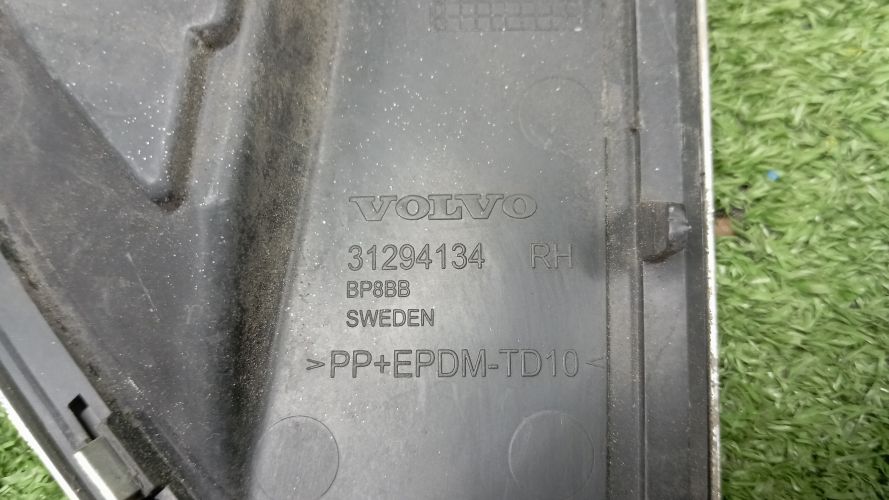 VOLVO
31294134 RH
BP8BB
SWEDEN
>PP+EPDM-TD10<